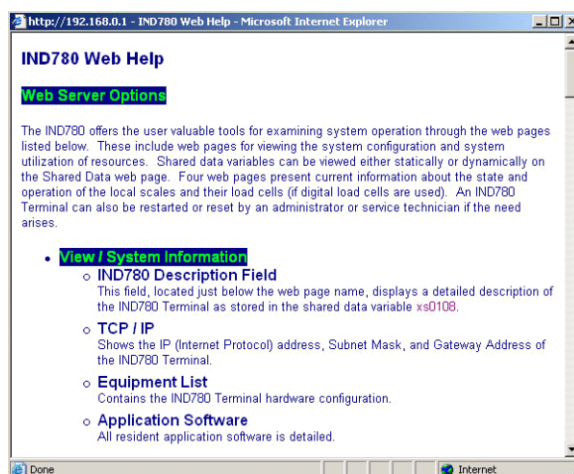 http://192.168.0.1 - IND780 Web Help - Microsoft Internet Explorer
IND780 Web Help
Web Server Options
The IND780 offers the user valuable tools for examining system operation through the web pages
listed below. These include web pages for viewing the system configuration and system
utilization of resources. Shared data variables can be viewed either statically or dynamically on
the Shared Data web page. Four web pages present current information about the state and
operation of the local scales and their load cells (if digital load cells are used). An IND780
Terminal can also be restarted or reset by an administrator or service technician if the need
arises.
View / System Information
IND780 Description Field
This field, located just below the web page name, displays a detailed description of
the IND780 Terminal as stored in the shared data variable xs0108.
TCP / IP
Shows the IP (Internet Protocol) address, Subnet Mask, and Gateway Address of
the IND780 Terminal.
Equipment List
Contains the IND780 Terminal hardware configuration.
Application Software
All resident application software is detailed.
Done
Internet